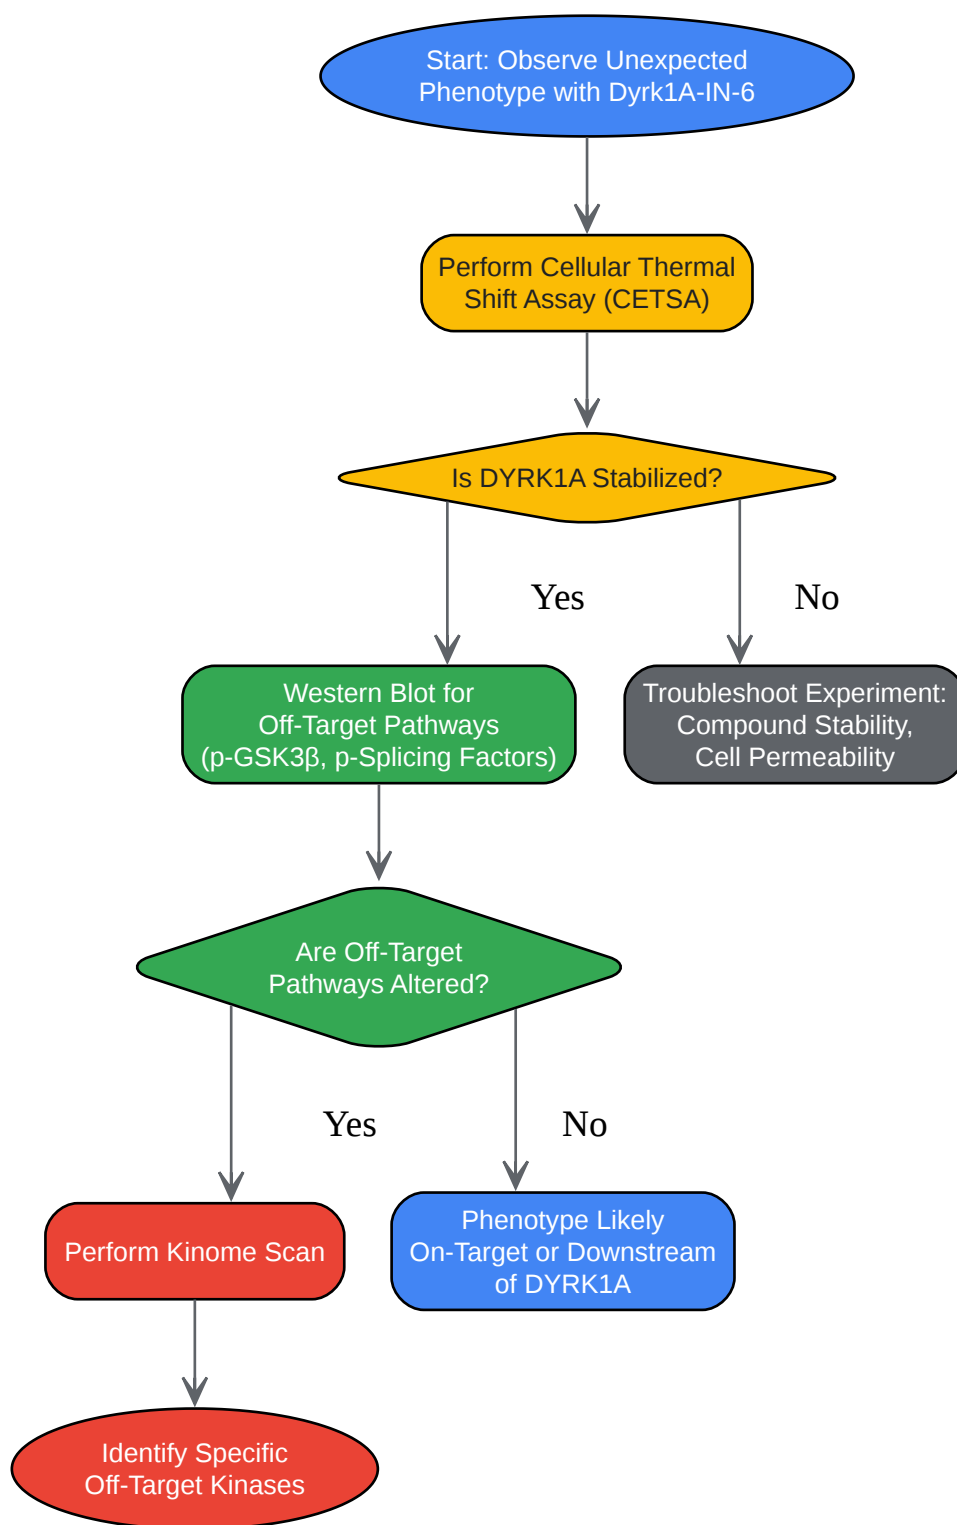 Start: Observe Unexpected
Phenotype with Dyrk1A-IN-6
Perform Cellular Thermal
Shift Assay (CETSA)
Is DYRK1A Stabilized?
Yes
No
Western Blot for
Off-Target Pathways
(p-GSK3β, p-Splicing Factors)
Troubleshoot Experiment:
Compound Stability,
Cell Permeability
Are Off-Target
Pathways Altered?
Yes
No
Perform Kinome Scan
Phenotype Likely
On-Target or Downstream
of DYRK1A
Identify Specific
Off-Target Kinases